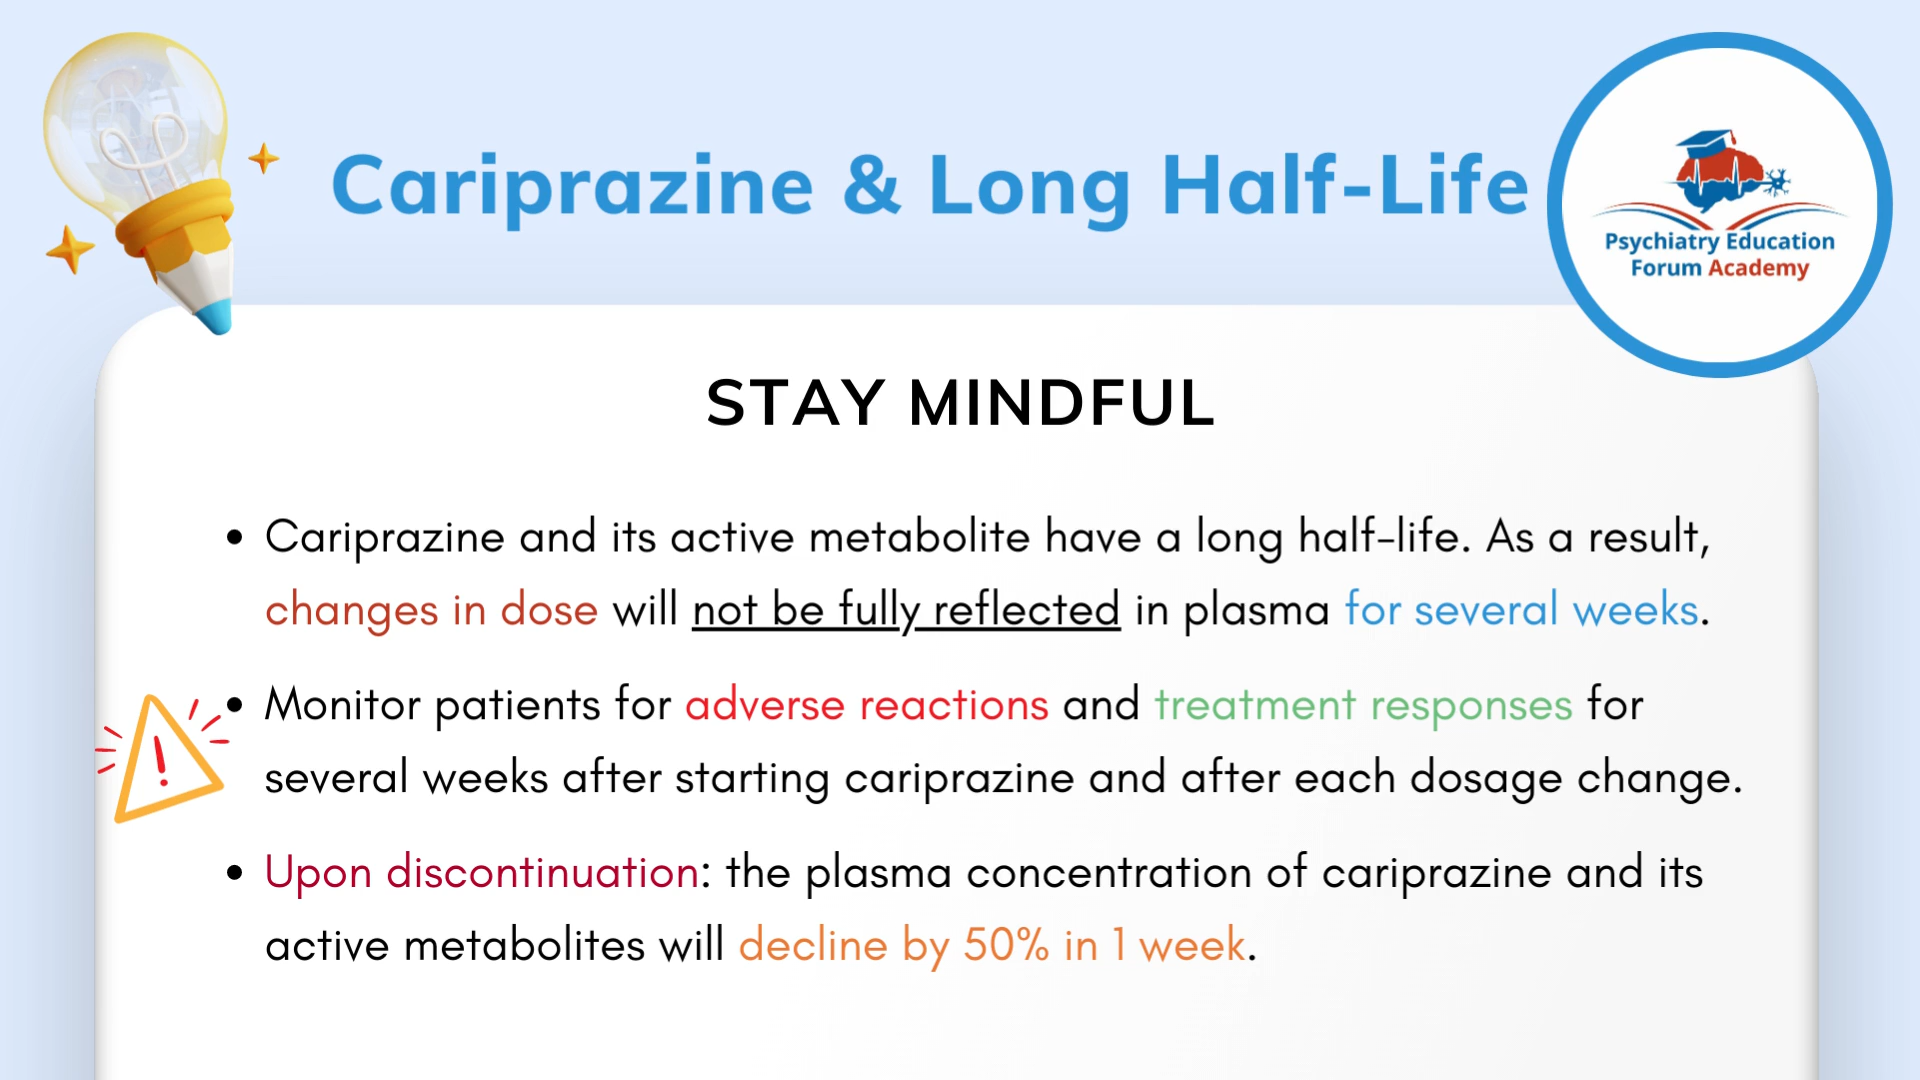 Cariprazine & Long Half-Life
Psychiatry Education
Forum Academy
STAY MINDFUL
• Cariprazine and its active metabolite have a long half-life. As a result,
changes in dose will not be fully reflected in plasma for several weeks.
• Monitor patients for adverse reactions and treatment responses for
several weeks after starting cariprazine and after each dosage change.
• Upon discontinuation: the plasma concentration of cariprazine and its
active metabolites will decline by 50% in 1 week.